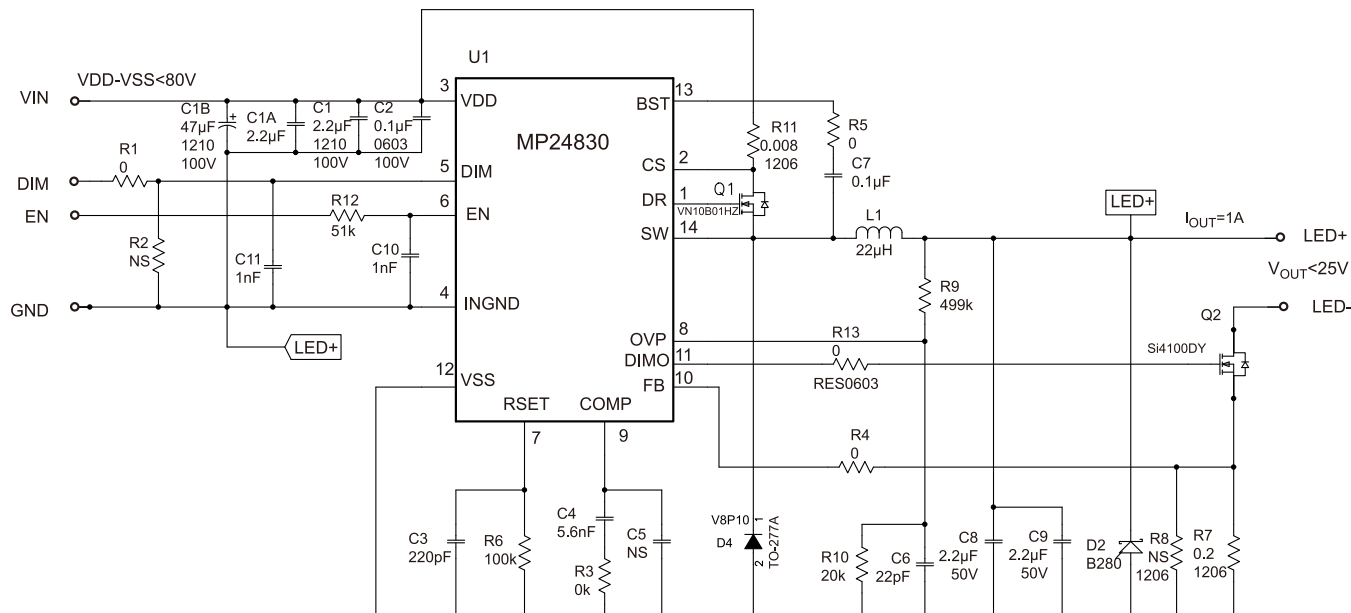 U1
VDD-VSS<80V
VIN
C1B
47µF
1210
100V
C1A
2.2µF
C1
2.2µF
1210
100V
C2
0.1µF
0603
100V
3
VDD
MP24830
BST
13
R11
0.008
1206
R5
0
C7
0.1µF
CS
2
R1
0
DIM
5
DIM
DR
1
Q1
VN10B01HZ
EN
R12
51k
6
EN
SW
14
L1
22µH
LED+
I_OUT=1A
LED+
R2
NS
C11
1nF
C10
1nF
V_OUT<25V
GND
4
INGND
R9
499k
LED-
Q2
LED+
OVP
8
R13
0
RES0603
Si4100DY
DIMO
11
12
VSS
FB
10
RSET
COMP
7
9
R4
0
C3
220pF
R6
100k
C4
5.6nF
R3
0k
C5
NS
V8P10
1
D4
2
TO-277A
R10
20k
C6
22pF
C8
2.2µF
50V
C9
2.2µF
50V
D2
B280
R8
NS
1206
R7
0.2
1206